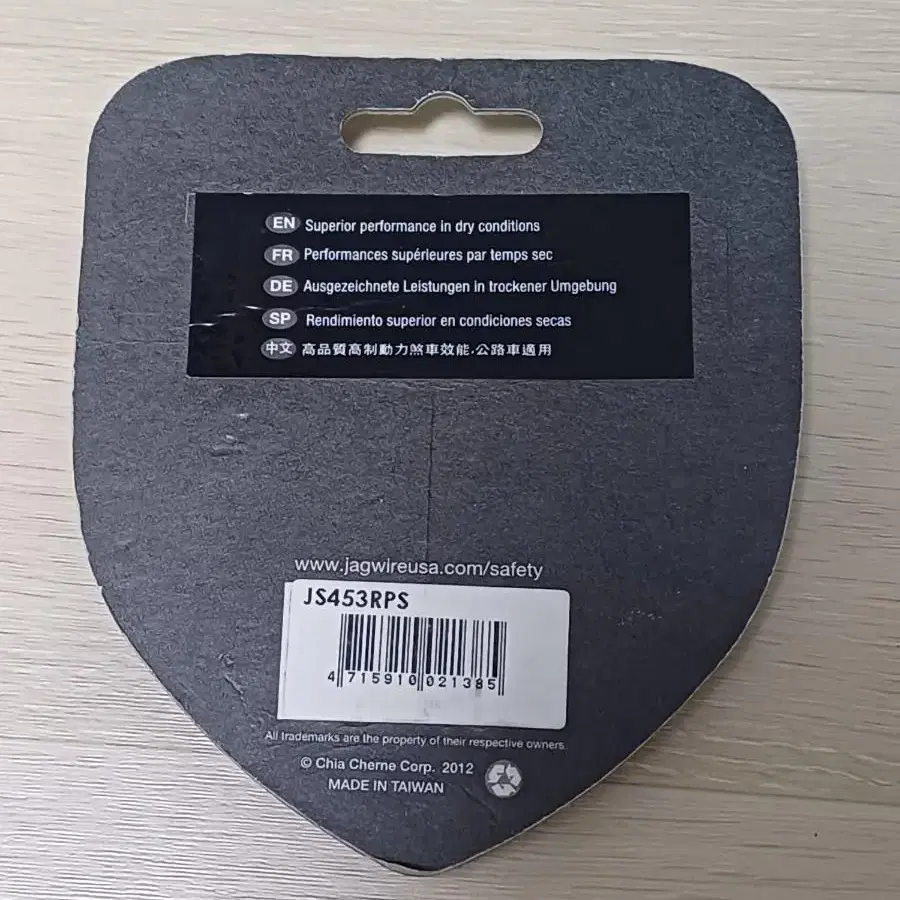 EN Superior performance in dry conditions
FR Performances supérieures par temps sec
DE Ausgezeichnete Leistungen in trockener Umgebung
SP Rendimiento superior en condiciones secas
中文 高品質高制動力煞車效能.公路車適用
www.jagwireusa.com/safety
JS453RPS
4 715910 021385
All trademarks are the property of their respective owners.
© Chia Cherne Corp. 2012
MADE IN TAIWAN